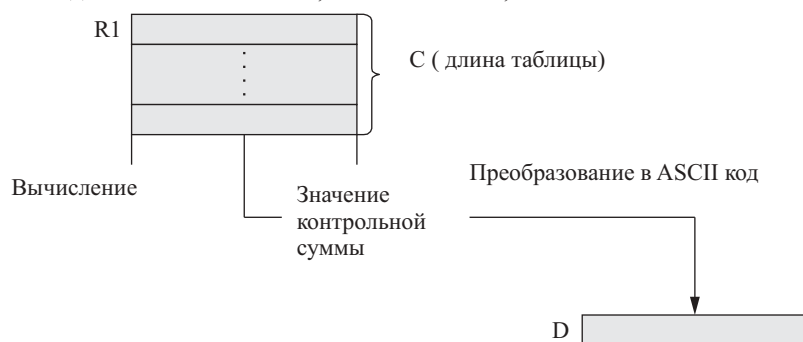 R1
C ( длина таблицы)
Вычисление
Значение
контрольной
суммы
Преобразование в ASCII код
D